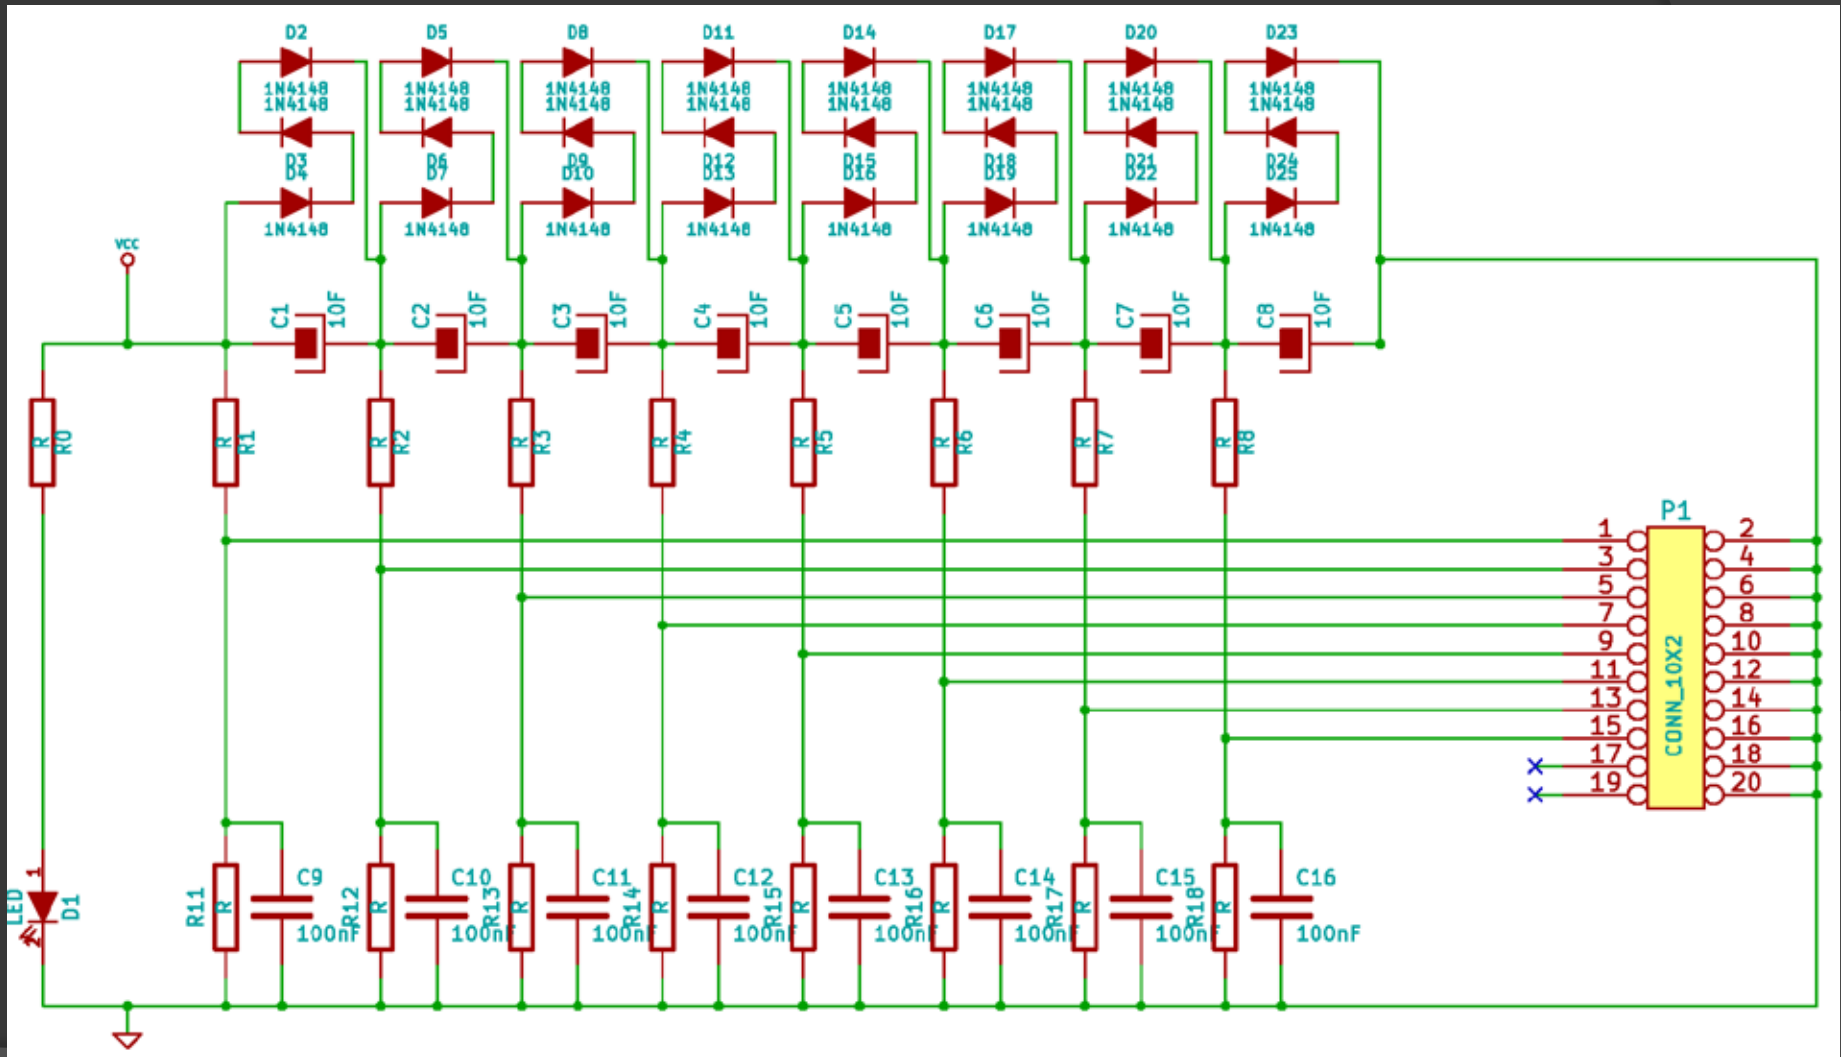 D2 D5 D8 D11 D14 D17 D20 D23
1N4148 1N4148 1N4148 1N4148 1N4148 1N4148 1N4148 1N4148
1N4148 1N4148 1N4148 1N4148 1N4148 1N4148 1N4148 1N4148
D3 D6 D9 D12 D15 D18 D21 D24
D4 D7 D10 D13 D16 D19 D22 D25
1N4148 1N4148 1N4148 1N4148 1N4148 1N4148 1N4148 1N4148
VCC
C1 10F C2 10F C3 10F C4 10F C5 10F C6 10F C7 10F C8 10F
R R0 R R1 R R2 R R3 R R4 R R5 R R6 R R7 R R8
P1
1 2
3 4
5 6
7 8
9 10
11 12
13 14
15 16
17 18
19 20
CONN_10X2
1
LED D1
2
C9 C10 C11 C12 C13 C14 C15 C16
R11 R R12 R R13 R R14 R R15 R R16 R R17 R R18 R
100nF 100nF 100nF 100nF 100nF 100nF 100nF 100nF